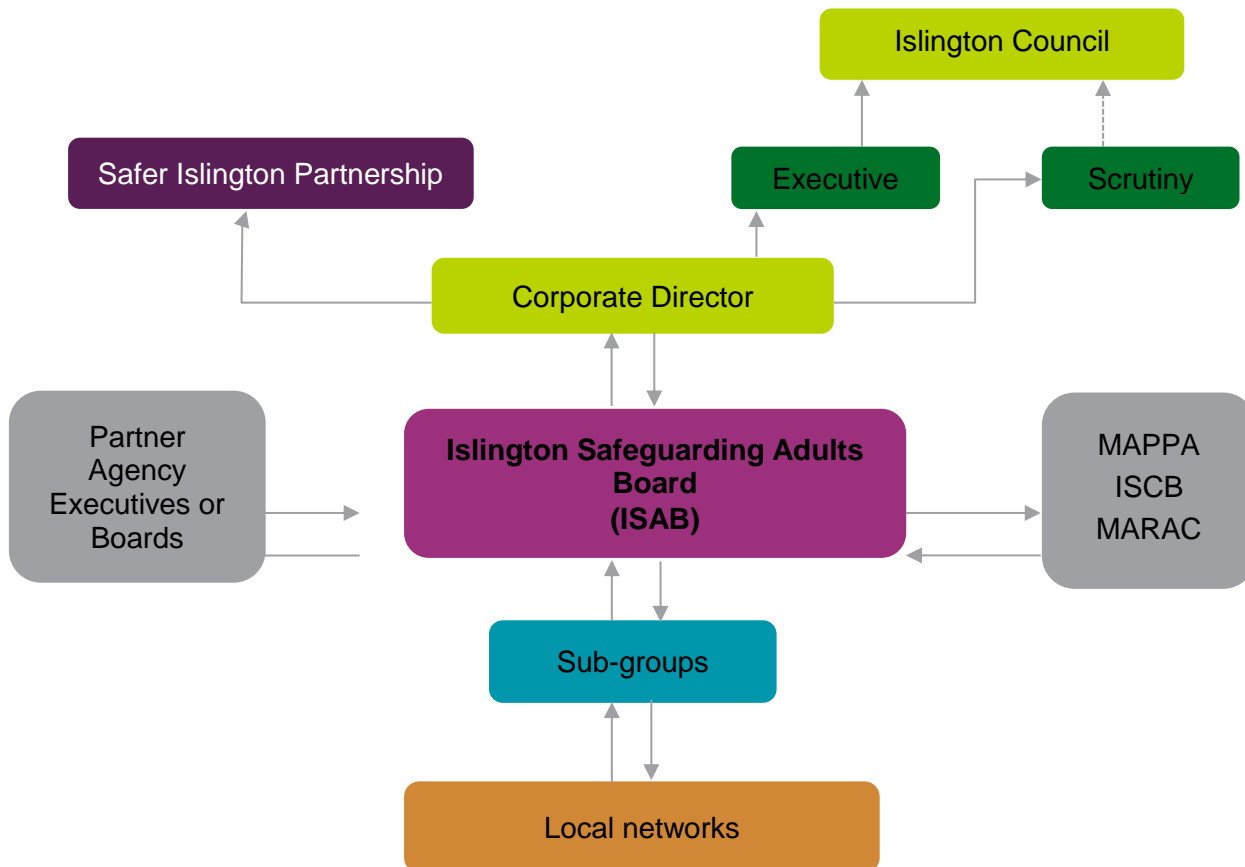 Islington Council
Safer Islington Partnership
Executive
Scrutiny
Corporate Director
Partner
Agency
Executives or
Boards
Islington Safeguarding Adults
Board
(ISAB)
MAPPA
ISCB
MARAC
Sub-groups
Local networks